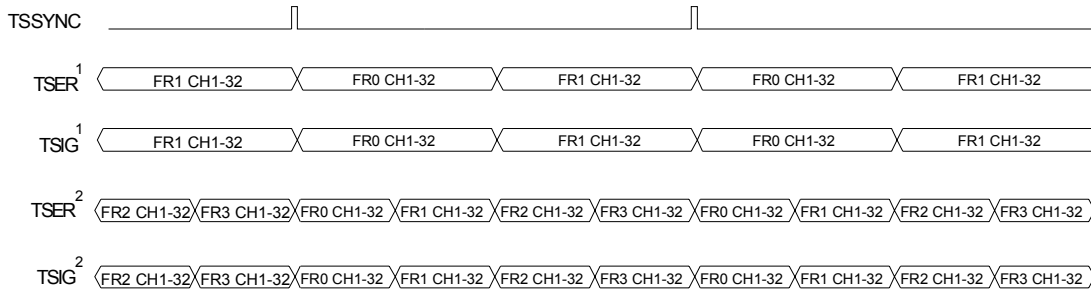 TSSYNC
TSER1 FR1 CH1-32 FR0 CH1-32 FR1 CH1-32 FR0 CH1-32 FR1 CH1-32
TSIG1 FR1 CH1-32 FR0 CH1-32 FR1 CH1-32 FR0 CH1-32 FR1 CH1-32
TSER2 FR2 CH1-32 FR3 CH1-32 FR0 CH1-32 FR1 CH1-32 FR2 CH1-32 FR3 CH1-32 FR0 CH1-32 FR1 CH1-32 FR2 CH1-32 FR3 CH1-32
TSIG2 FR2 CH1-32 FR3 CH1-32 FR0 CH1-32 FR1 CH1-32 FR2 CH1-32 FR3 CH1-32 FR0 CH1-32 FR1 CH1-32 FR2 CH1-32 FR3 CH1-32